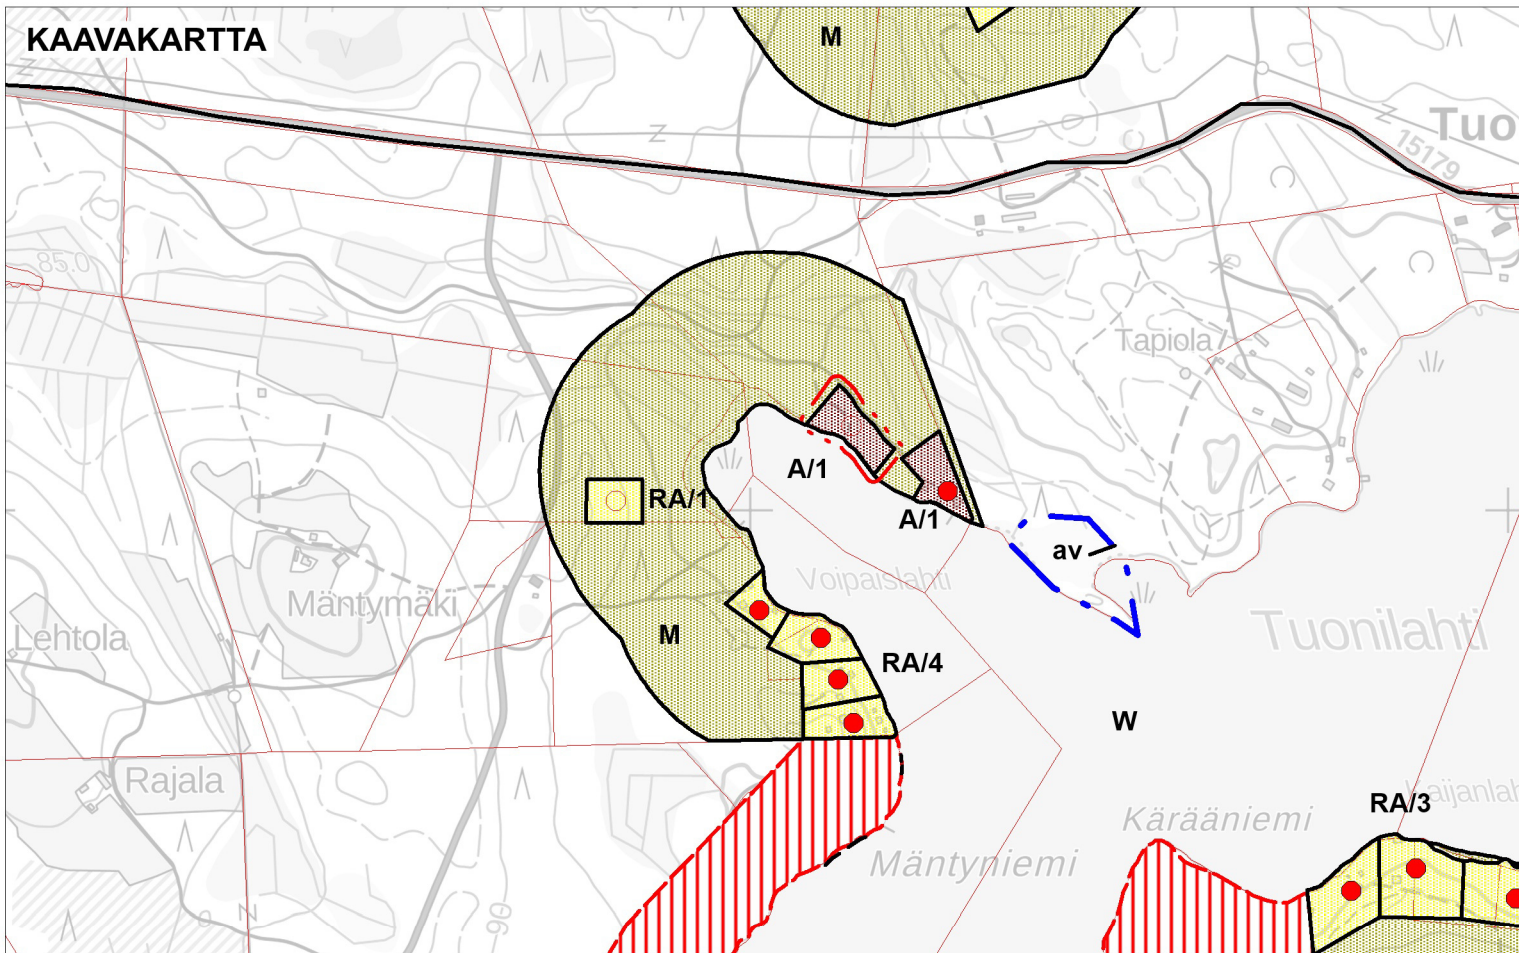 KAAVAKARTTA
M
Tuo
15179
85.0
Tapiola
A/1
RA/1
A/1
av
Voipaislahti
Mäntymäki
Lehtola
M
Tuonilahti
RA/4
W
Rajala
RA/3
Kärääniemi
Mäntyniemi
90